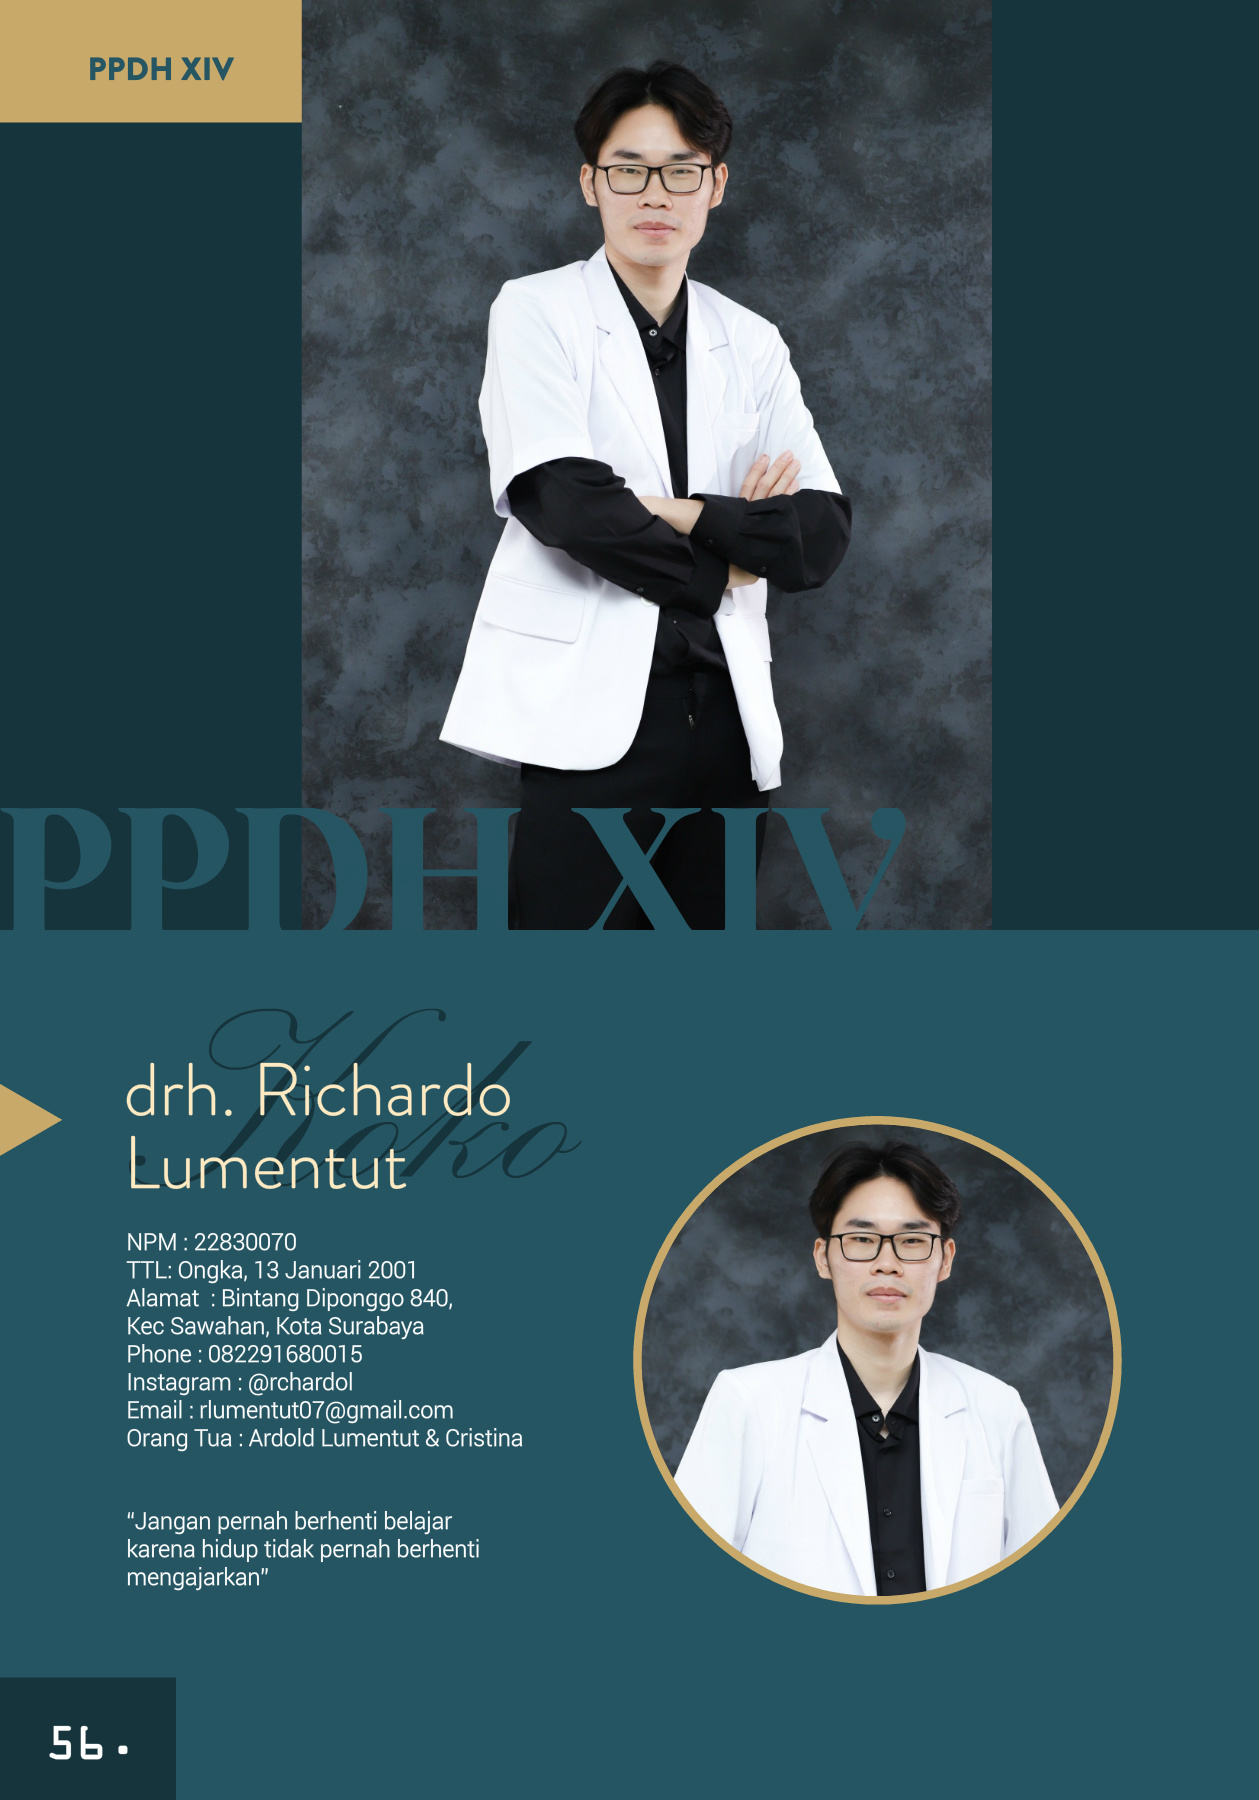 PPDH XIV
PPDH XIV
Koko
drh. Richardo
Lumentut
NPM : 22830070
TTL: Ongka, 13 Januari 2001
Alamat  : Bintang Diponggo 840,
Kec Sawahan, Kota Surabaya
Phone : 082291680015
Instagram : @rchardol
Email : rlumentut07@gmail.com
Orang Tua : Ardold Lumentut & Cristina
“Jangan pernah berhenti belajar
karena hidup tidak pernah berhenti
mengajarkan”
56.